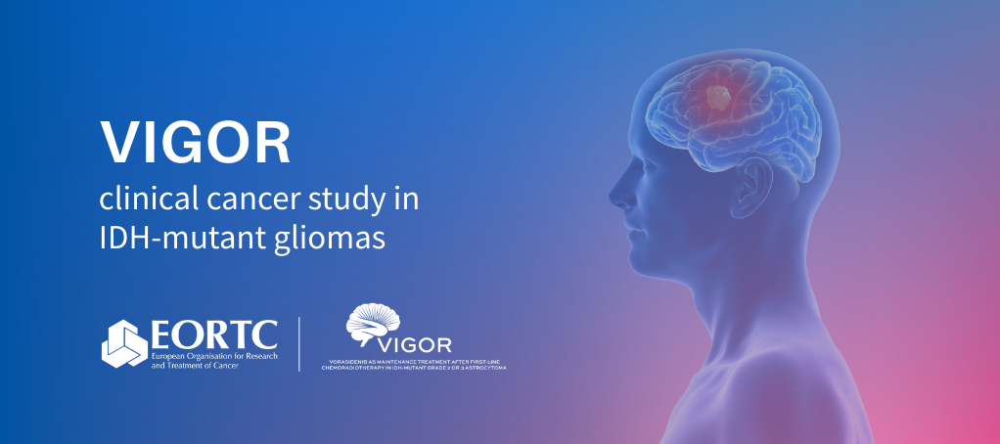 VIGOR
clinical cancer study in
IDH-mutant gliomas
EORTC
European Organisation for Research
and Treatment of Cancer
VIGOR
VORASIDENIB AS MAINTENANCE TREATMENT AFTER FIRST-LINE
CHEMORADIOTHERAPY IN IDH-MUTANT GRADE 2 OR 3 ASTROCYTOMA